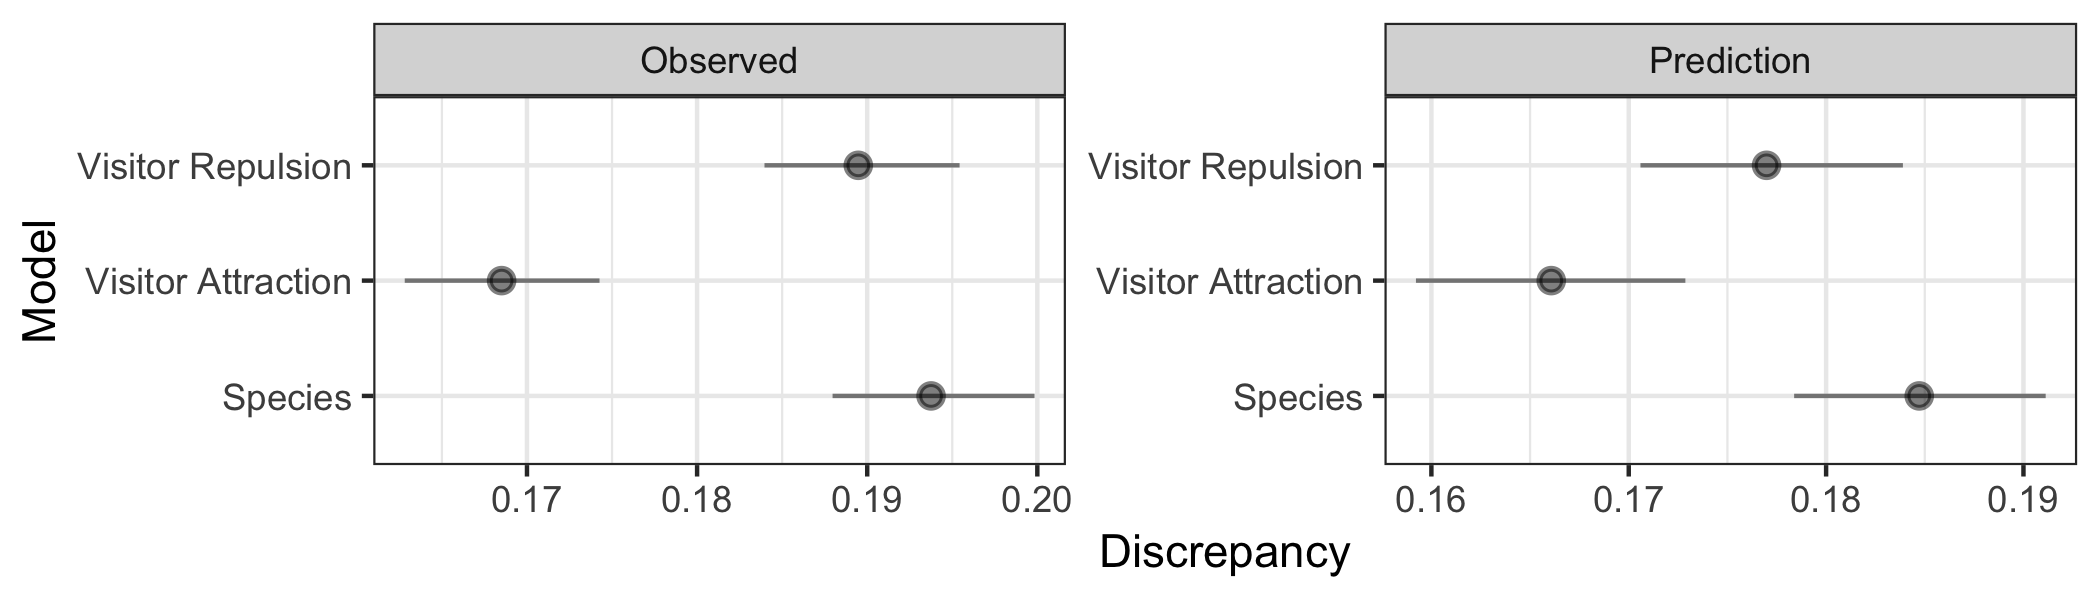 Observed
Prediction
Model
Visitor Repulsion
Visitor Attraction
Species
0.17 0.18 0.19 0.20
Visitor Repulsion
Visitor Attraction
Species
0.16 0.17 0.18 0.19
Discrepancy